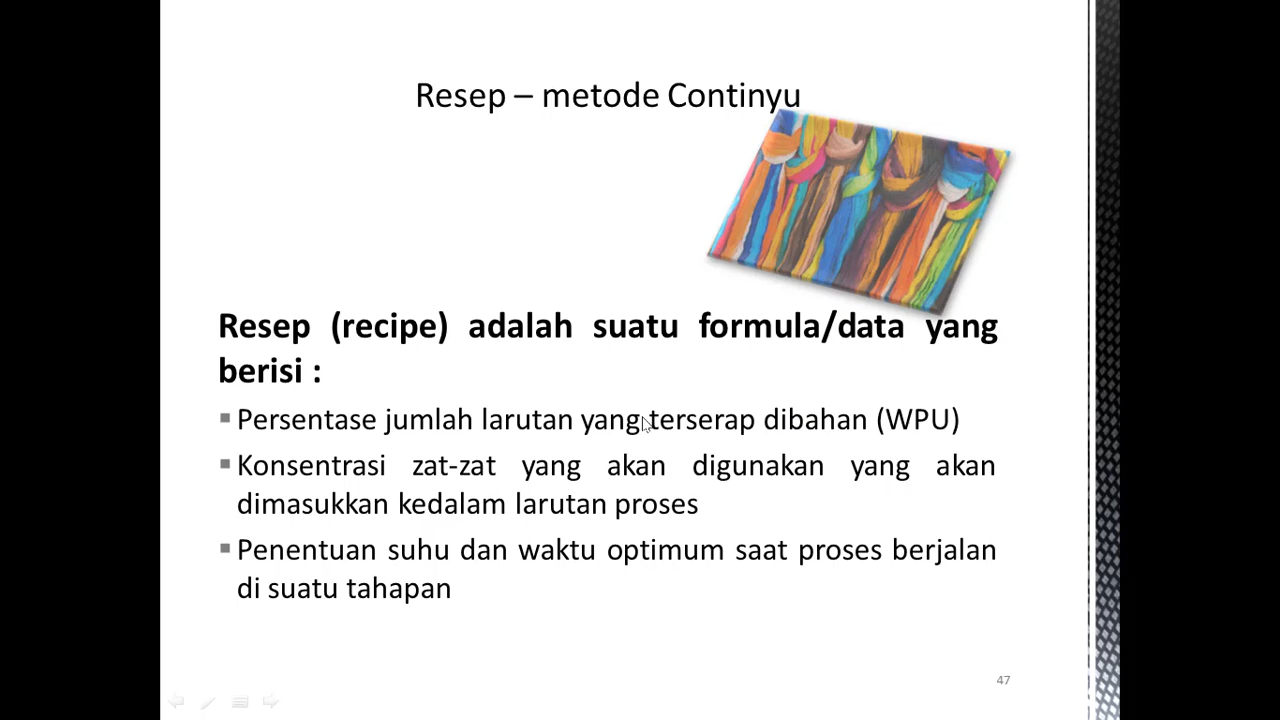 Resep – metode Continyu
Resep (recipe) adalah suatu formula/data yang
berisi :
Persentase jumlah larutan yang terserap dibahan (WPU)
Konsentrasi zat-zat yang akan digunakan yang akan
dimasukkan kedalam larutan proses
Penentuan suhu dan waktu optimum saat proses berjalan
di suatu tahapan
47